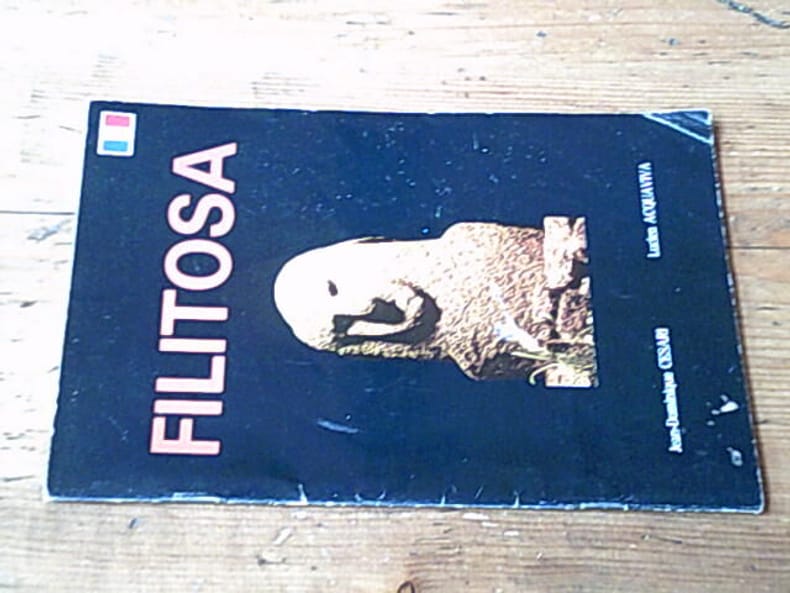 FILITOSA
Jean-Dominique CESARI
Lucien ACQUAVIVA